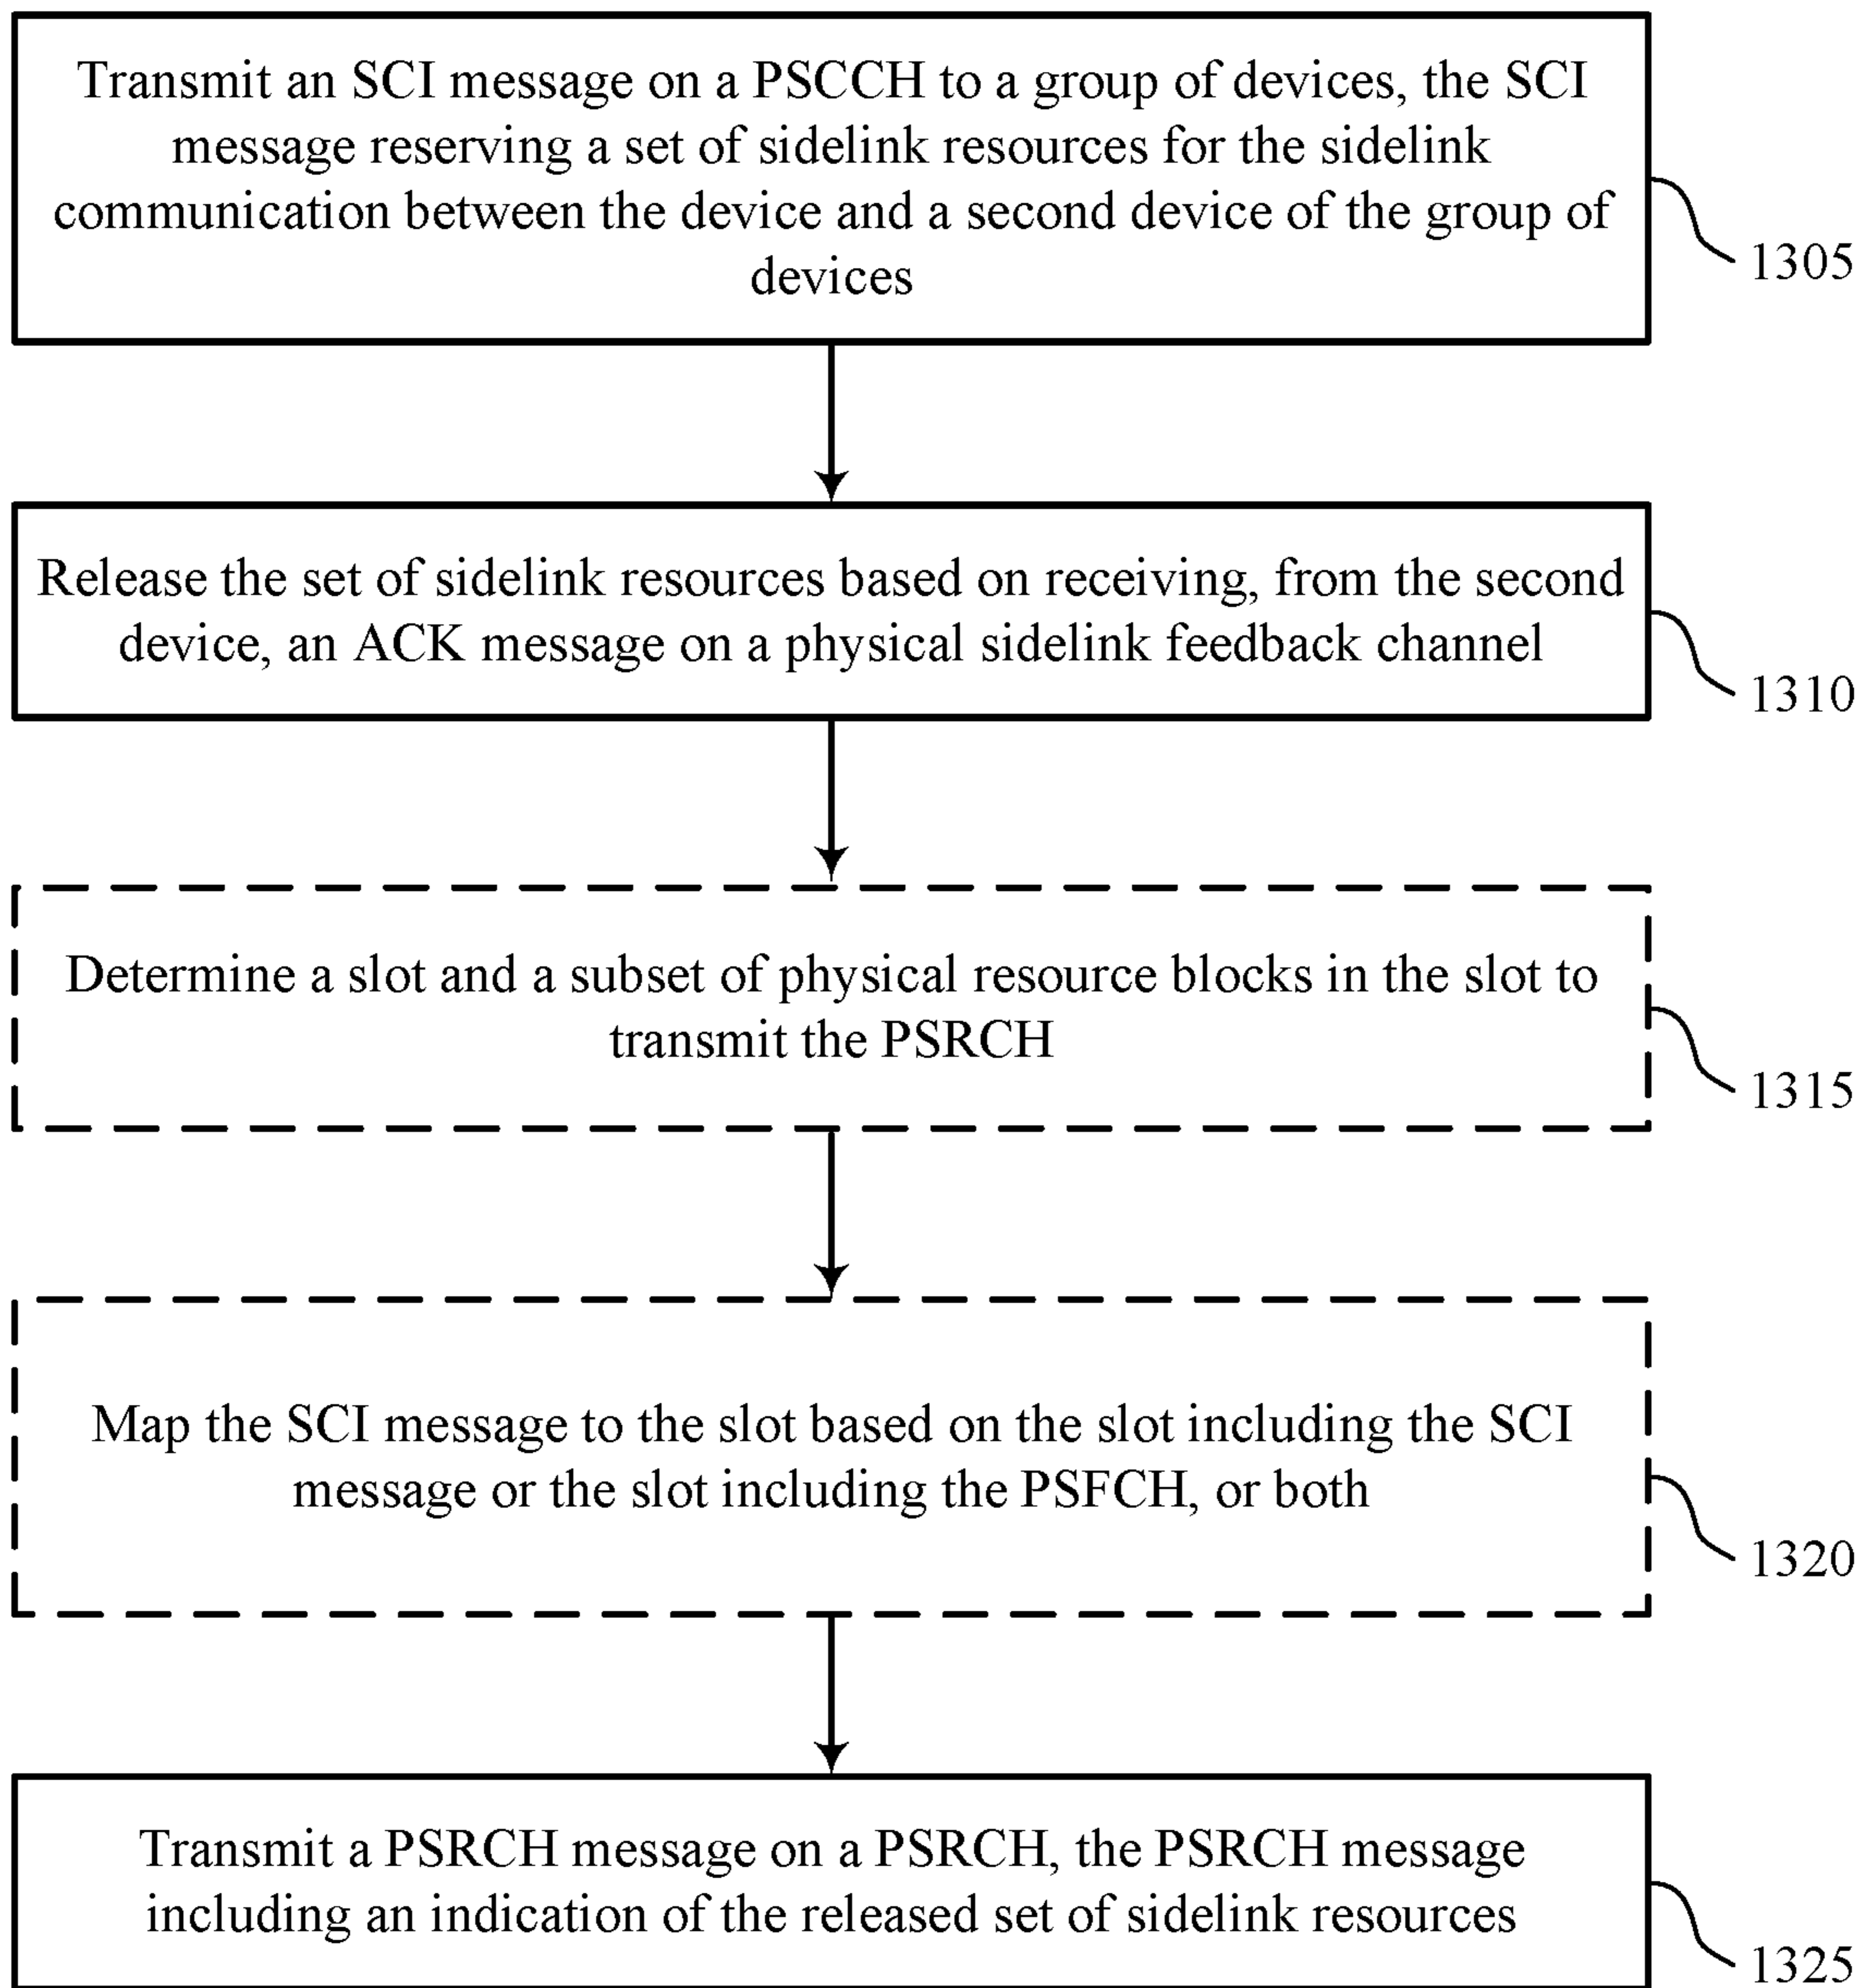 Transmit an SCI message on a PSCCH to a group of devices, the SCI
message reserving a set of sidelink resources for the sidelink
communication between the device and a second device of the group of
devices
1305
Release the set of sidelink resources based on receiving, from the second
device, an ACK message on a physical sidelink feedback channel
1310
Determine a slot and a subset of physical resource blocks in the slot to
transmit the PSRCH
1315
Map the SCI message to the slot based on the slot including the SCI
message or the slot including the PSFCH, or both
1320
Transmit a PSRCH message on a PSRCH, the PSRCH message
including an indication of the released set of sidelink resources
1325